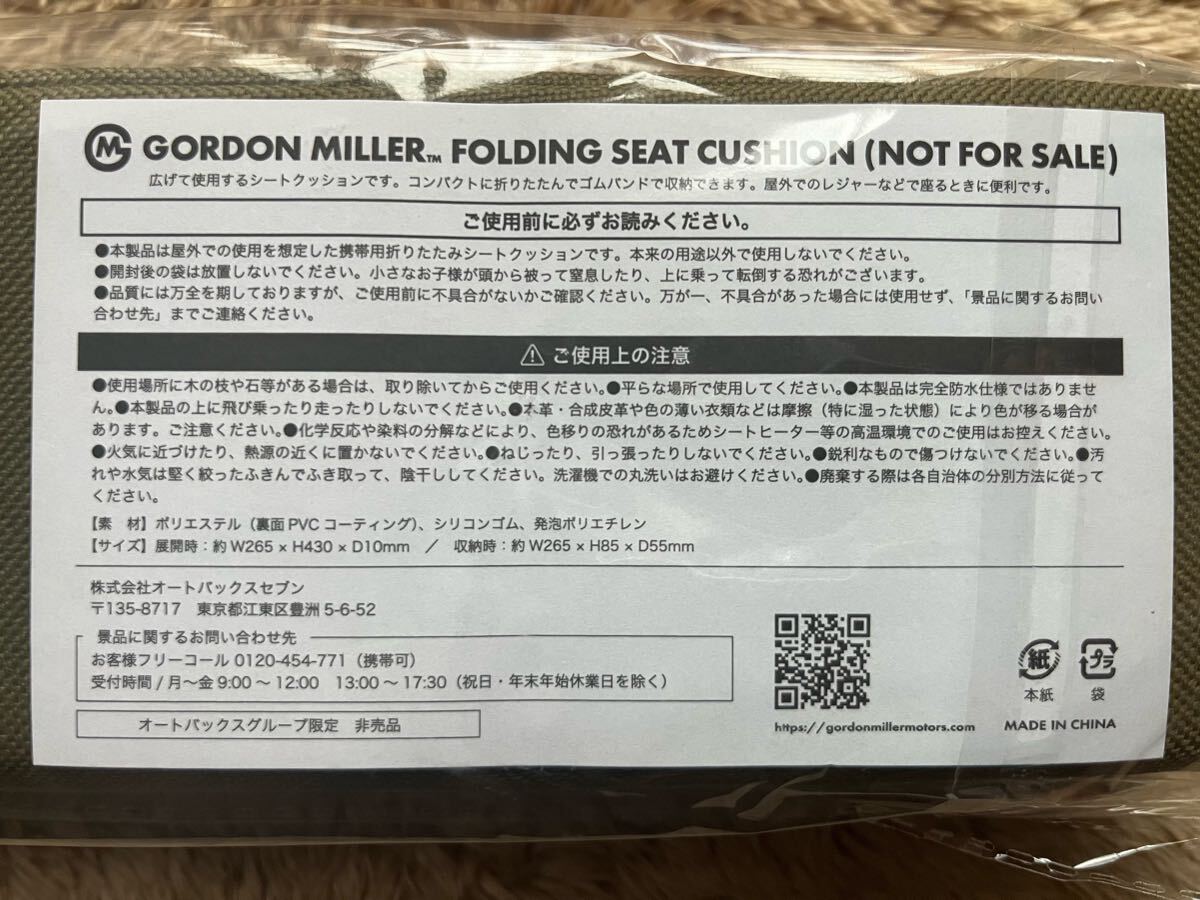 GORDON MILLER™ FOLDING SEAT CUSHION (NOT FOR SALE)
広げて使用するシートクッションです。コンパクトに折りたたんでゴムバンドで収納できます。屋外でのレジャーなどで座るときに便利です。
ご使用前に必ずお読みください。
●本製品は屋外での使用を想定した携帯用折りたたみシートクッションです。本来の用途以外で使用しないでください。
●開封後の袋は放置しないでください。小さなお子様が頭から被って窒息したり、上に乗って転倒する恐れがございます。
●品質には万全を期しておりますが、ご使用前に不具合がないかご確認ください。万が一、不具合があった場合には使用せず、「景品に関するお問い
合わせ先」までご連絡ください。
⚠ ご使用上の注意
●使用場所に木の枝や石等がある場合は、取り除いてからご使用ください。●平らな場所で使用してください。●本製品は完全防水仕様ではありませ
ん。●本製品の上に飛び乗ったり走ったりしないでください。●本革・合成皮革や色の薄い衣類などは摩擦（特に湿った状態）により色が移る場合が
あります。ご注意ください。●化学反応や染料の分解などにより、色移りの恐れがあるためシートヒーター等の高温環境でのご使用はお控えください。
●火気に近づけたり、熱源の近くに置かないでください。●ねじったり、引っ張ったりしないでください。●鋭利なもので傷つけないでください。●汚
れや水気は堅く絞ったふきんでふき取って、陰干ししてください。洗濯機での丸洗いはお避けください。●廃棄する際は各自治体の分別方法に従って
ください。
【素　材】ポリエステル（裏面PVCコーティング）、シリコンゴム、発泡ポリエチレン
【サイズ】展開時：約W265×H430×D10mm　／　収納時：約W265×H85×D55mm
株式会社オートバックスセブン
〒135-8717　東京都江東区豊洲5-6-52
景品に関するお問い合わせ先
お客様フリーコール 0120-454-771（携帯可）
受付時間/月～金9:00～12:00　13:00～17:30（祝日・年末年始休業日を除く）
オートバックスグループ限定　非売品
https://gordonmillermotors.com
紙
本紙
プラ
袋
MADE IN CHINA